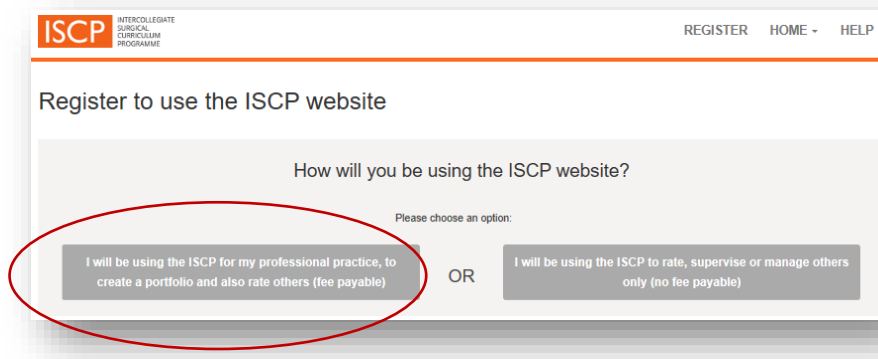 ISCP
INTERCOLLEGIATE
SURGICAL
CURRICULUM
PROGRAMME
REGISTER HOME HELP
Register to use the ISCP website
How will you be using the ISCP website?
Please choose an option:
I will be using the ISCP for my professional practice, to
create a portfolio and also rate others (fee payable)
OR
I will be using the ISCP to rate, supervise or manage others
only (no fee payable)